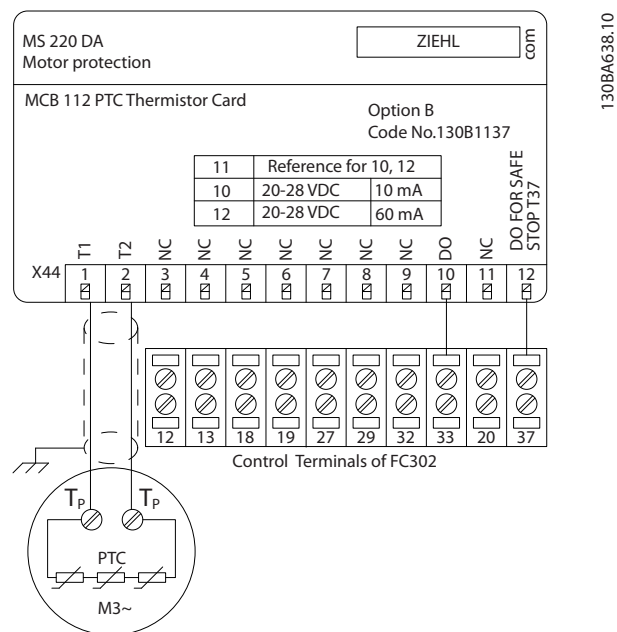 MS 220 DA
Motor protection
ZIEHL
com
130BA638.10
MCB 112 PTC Thermistor Card
Option B
Code No.130B1137
11 Reference for 10, 12
10 20-28 VDC 10 mA
12 20-28 VDC 60 mA
T1 T2 NC NC NC NC NC NC NC DO NC DO FOR SAFE STOP T37
X44 1 2 3 4 5 6 7 8 9 10 11 12
12 13 18 19 27 29 32 33 20 37
Control Terminals of FC302
TP TP
PTC
M3~